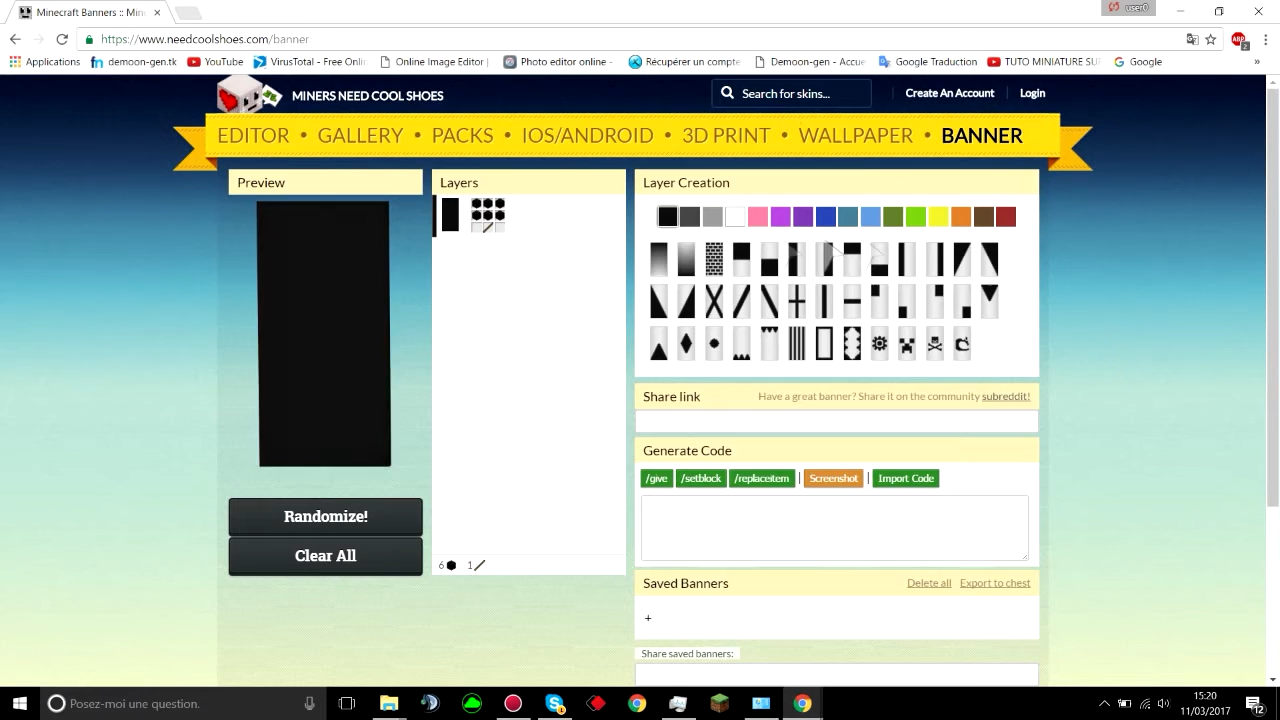 Minecraft Banners :: Min
user0
https://www.needcoolshoes.com/banner
ABP
2
Applications
demoon-gen.tk
YouTube
VirusTotal - Free Onli
Online Image Editor |
Photo editor online -
Récupérer un compte
Demoon-gen - Accue
Google Traduction
TUTO MINIATURE SUR
Google
»
MINERS NEED COOL SHOES
Search for skins...
Create An Account
Login
EDITOR • GALLERY • PACKS • IOS/ANDROID • 3D PRINT • WALLPAPER • BANNER
Preview
Layers
Layer Creation
Share link
Have a great banner? Share it on the community subreddit!
Generate Code
/give
/setblock
/replaceitem
|
Screenshot
|
Import Code
Randomize!
Clear All
6
1
Saved Banners
Delete all
Export to chest
+
Share saved banners:
Posez-moi une question.
15:20
11/03/2017
12